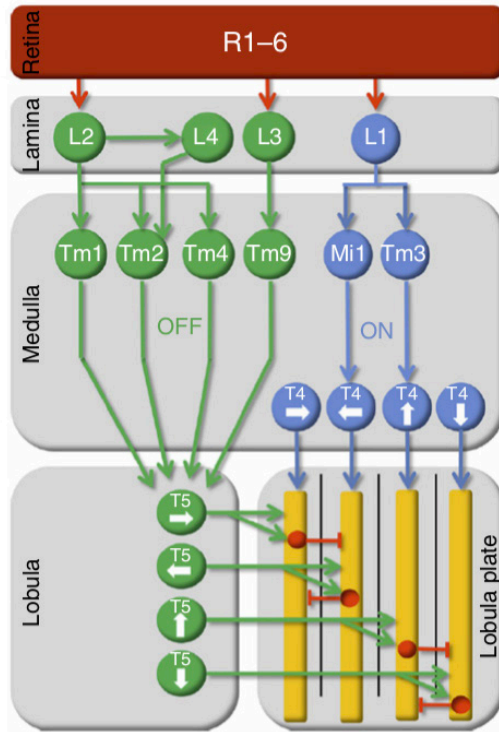 Retina
R1–6
Lamina
L2
L4
L3
L1
Medulla
Tm1
Tm2
Tm4
Tm9
Mi1
Tm3
OFF
ON
T4
T4
T4
T4
Lobula
T5
T5
T5
T5
Lobula plate